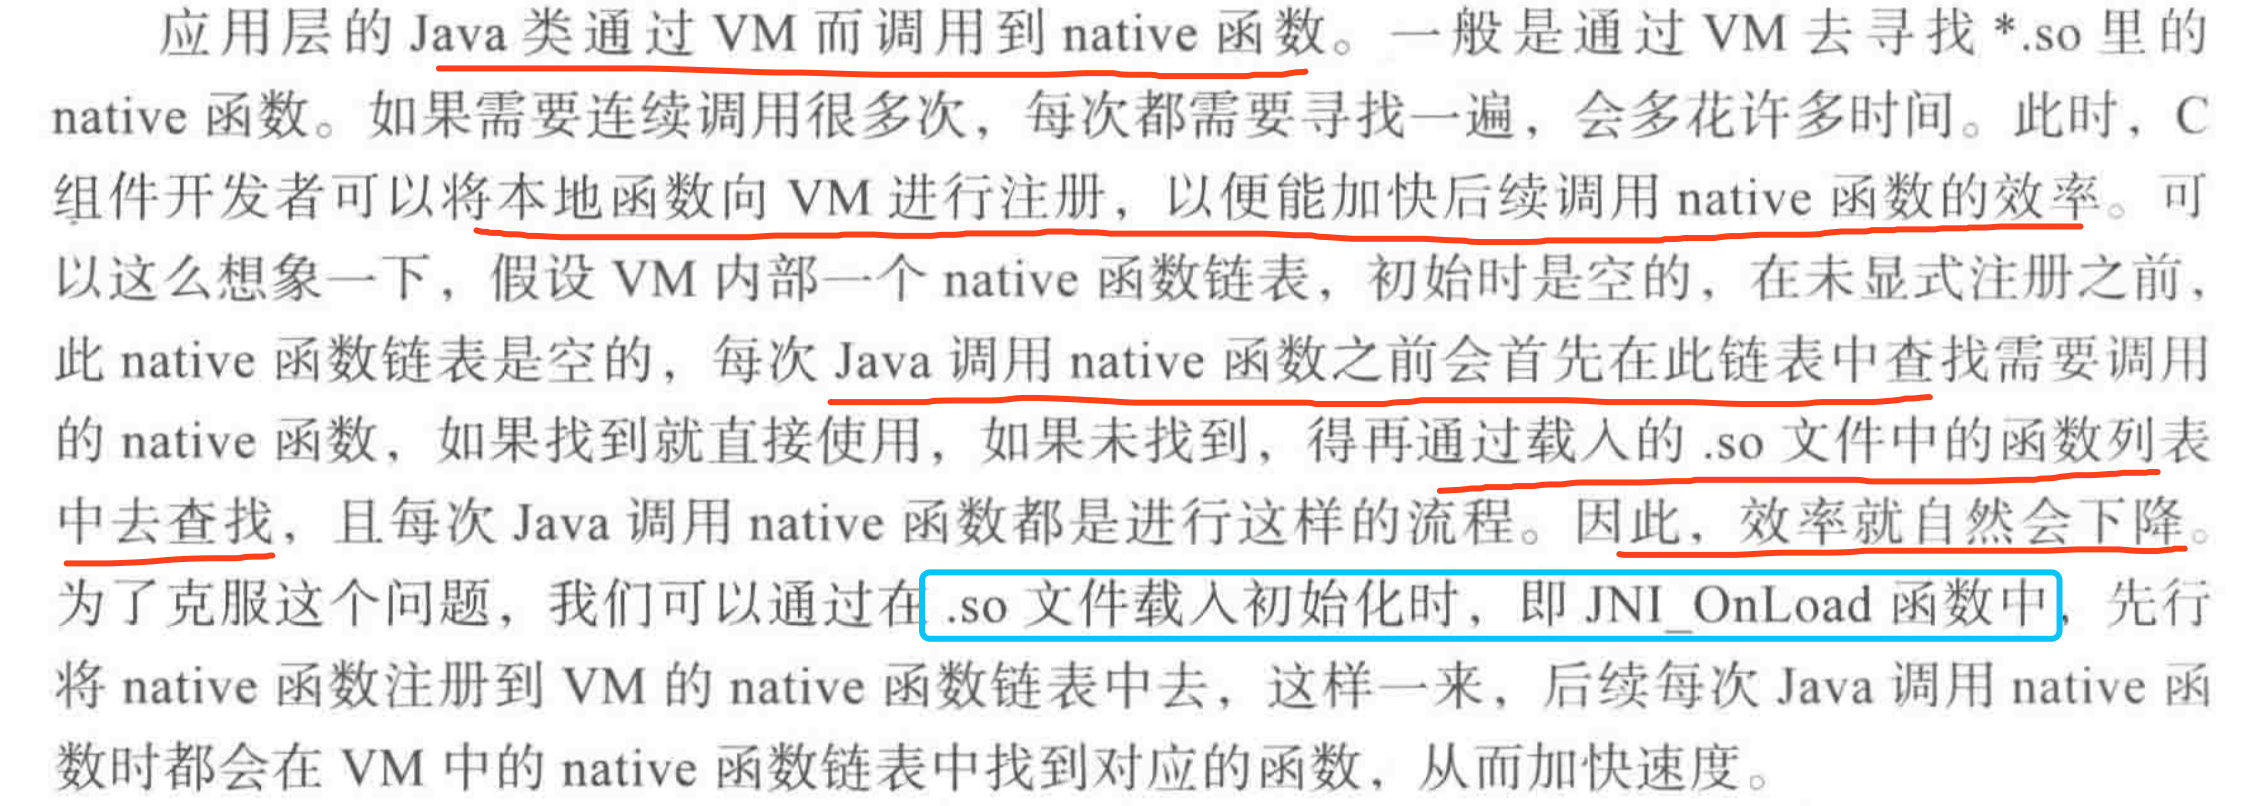 应用层的 Java 类通过 VM 而调用到 native 函数。一般是通过 VM 去寻找 *.so 里的
native 函数。如果需要连续调用很多次，每次都需要寻找一遍，会多花许多时间。此时，C
组件开发者可以将本地函数向 VM 进行注册，以便能加快后续调用 native 函数的效率。可
以这么想象一下，假设 VM 内部一个 native 函数链表，初始时是空的，在未显式注册之前，
此 native 函数链表是空的，每次 Java 调用 native 函数之前会首先在此链表中查找需要调用
的 native 函数，如果找到就直接使用，如果未找到，得再通过载入的 .so 文件中的函数列表
中去查找，且每次 Java 调用 native 函数都是进行这样的流程。因此，效率就自然会下降。
为了克服这个问题，我们可以通过在 .so 文件载入初始化时，即 JNI_OnLoad 函数中，先行
将 native 函数注册到 VM 的 native 函数链表中去，这样一来，后续每次 Java 调用 native 函
数时都会在 VM 中的 native 函数链表中找到对应的函数，从而加快速度。